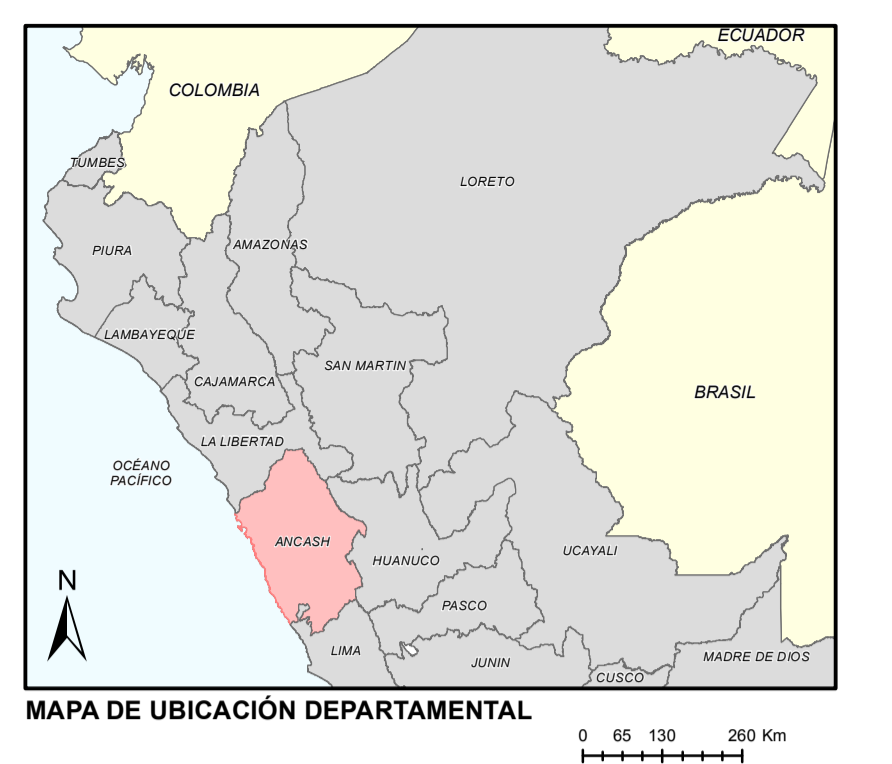 ECUADOR
COLOMBIA
TUMBES
LORETO
AMAZONAS
PIURA
LAMBAYEQUE
SAN MARTIN
CAJAMARCA
BRASIL
LA LIBERTAD
OCÉANO
PACÍFICO
ANCASH
HUANUCO
UCAYALI
N
PASCO
LIMA
JUNIN
MADRE DE DIOS
CUSCO
MAPA DE UBICACIÓN DEPARTAMENTAL
0 65 130 260 Km